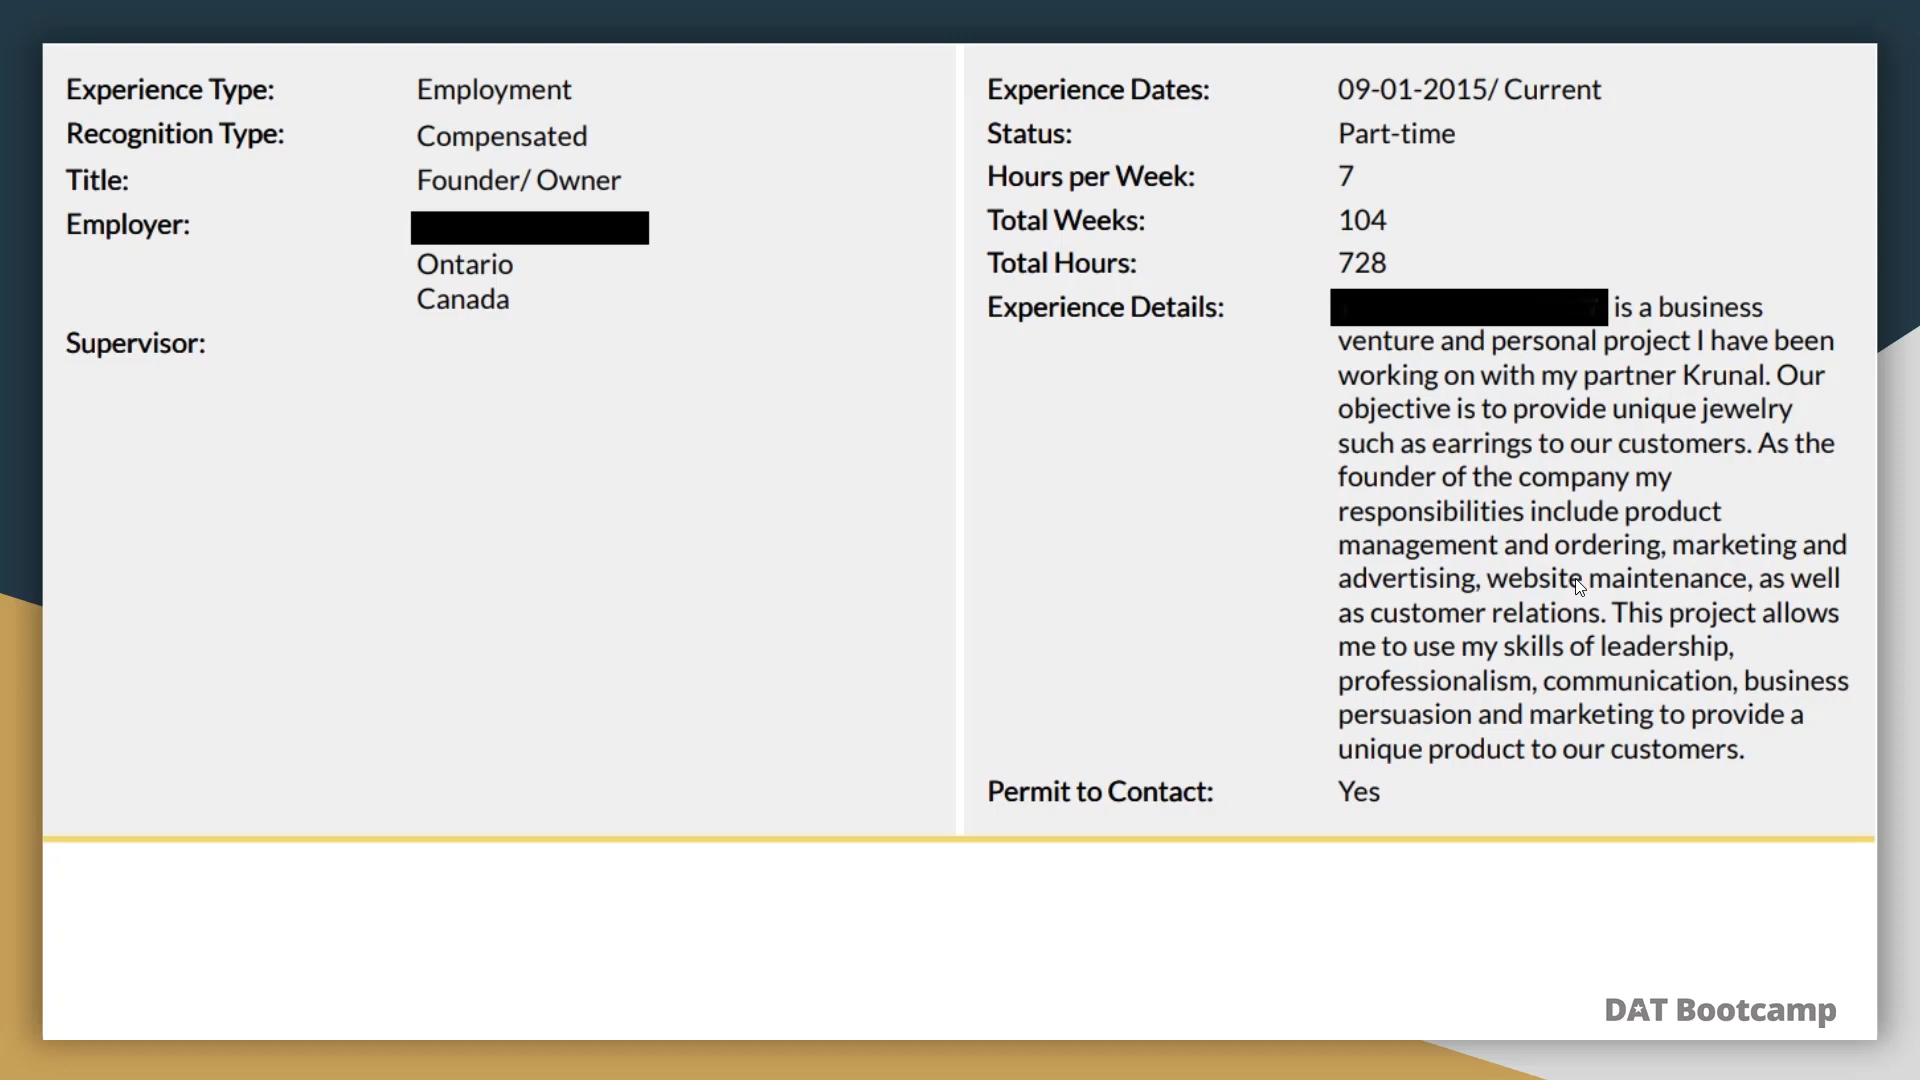 Experience Type: Employment
Recognition Type: Compensated
Title: Founder/ Owner
Employer:
Ontario
Canada
Supervisor:
Experience Dates: 09-01-2015/ Current
Status: Part-time
Hours per Week: 7
Total Weeks: 104
Total Hours: 728
Experience Details: is a business
venture and personal project I have been
working on with my partner Krunal. Our
objective is to provide unique jewelry
such as earrings to our customers. As the
founder of the company my
responsibilities include product
management and ordering, marketing and
advertising, website maintenance, as well
as customer relations. This project allows
me to use my skills of leadership,
professionalism, communication, business
persuasion and marketing to provide a
unique product to our customers.
Permit to Contact: Yes
DAT Bootcamp